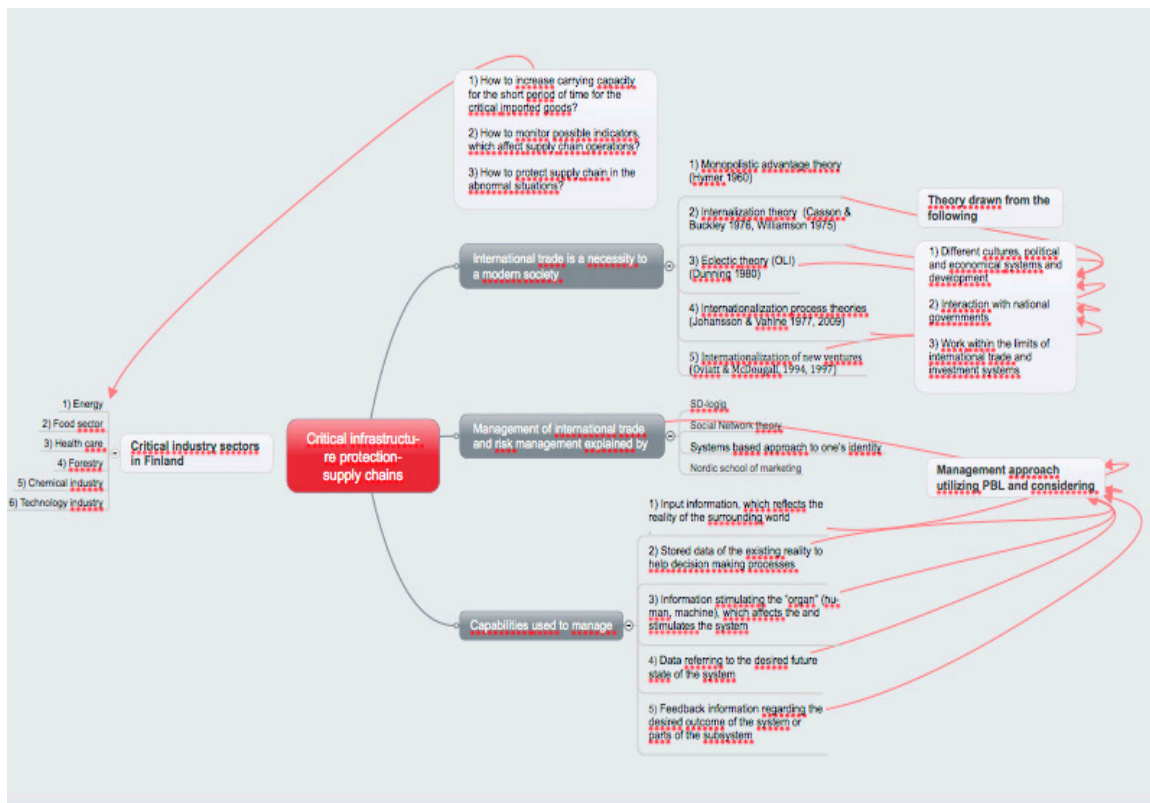 1) How to increase carrying capacity
for the short period of time for the
critical imported goods?
2) How to monitor possible indicators,
which affect supply chain operations?
3) How to protect supply chain in the
abnormal situations?
1) Monopolistic advantage theory
(Hymer 1960)
2) Internalization theory (Casson &
Buckley 1976, Williamson 1975)
3) Eclectic theory (OLI)
(Dunning 1980)
4) Internationalization process theories
(Johansson & Vahlne 1977, 2009)
5) Internationalization of new ventures
(Oviatt & McDougall, 1994, 1997)
Theory drawn from the
following
1) Different cultures, political
and economical systems and
development
2) Interaction with national
governments
3) Work within the limits of
international trade and
investment systems
International trade is a necessity to
a modern society
1) Energy
2) Food sector
3) Health care
4) Forestry
5) Chemical industry
6) Technology industry
Critical industry sectors
in Finland
Critical infrastructu-
re protection-
supply chains
Management of international trade
and risk management explained by
SD-logic
Social Network theory
Systems based approach to one's identity
Nordic school of marketing
Management approach
utilizing PBL and considering
Capabilities used to manage
1) Input information, which reflects the
reality of the surrounding world
2) Stored data of the existing reality to
help decision making processes
3) Information stimulating the "organ" (hu-
man, machine), which affects the and
stimulates the system
4) Data referring to the desired future
state of the system
5) Feedback information regarding the
desired outcome of the system or
parts of the subsystem